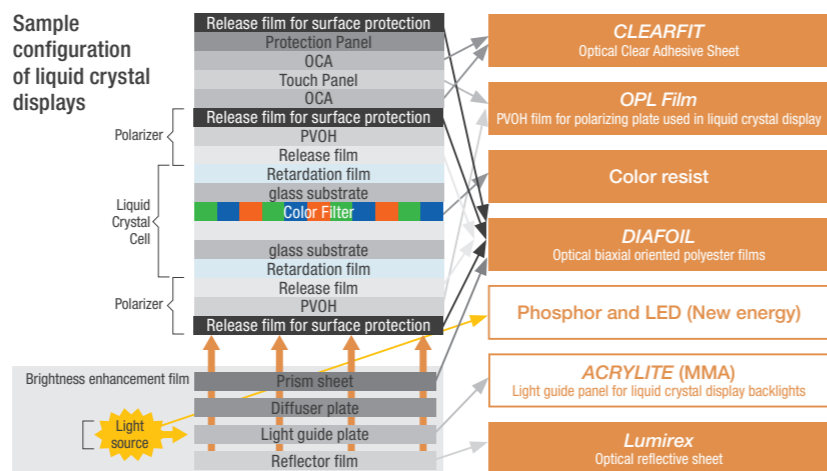 Sample
configuration
of liquid crystal
displays
Release film for surface protection
Protection Panel
OCA
Touch Panel
OCA
Release film for surface protection
Polarizer
PVOH
Release film
Retardation film
glass substrate
Liquid
Crystal
Cell
Color Filter
glass substrate
Retardation film
Release film
Polarizer
PVOH
Release film for surface protection
Brightness enhancement film
Prism sheet
Diffuser plate
Light
source
Light guide plate
Reflector film
CLEARFIT
Optical Clear Adhesive Sheet
OPL Film
PVOH film for polarizing plate used in liquid crystal display
Color resist
DIAFOIL
Optical biaxial oriented polyester films
Phosphor and LED (New energy)
ACRYLITE (MMA)
Light guide panel for liquid crystal display backlights
Lumirex
Optical reflective sheet